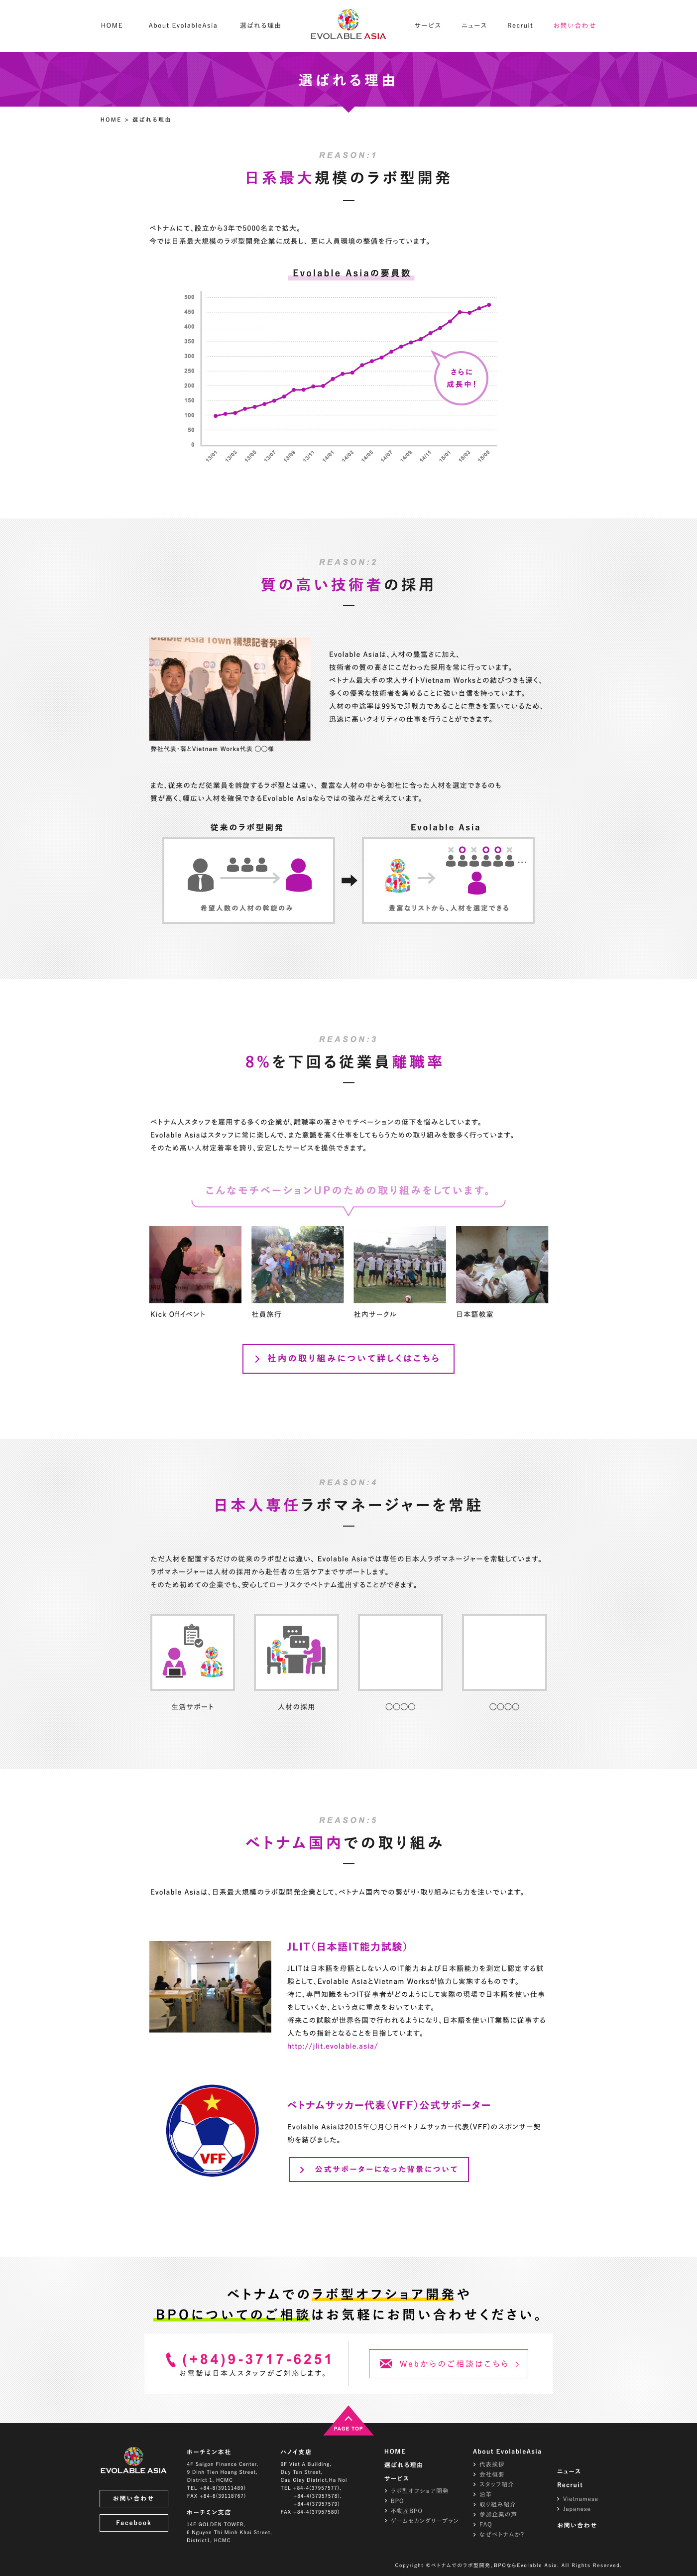 HOME
About EvolableAsia
選ばれる理由
EVOLABLE ASIA
サービス
ニュース
Recruit
お問い合わせ
選ばれる理由
HOME > 選ばれる理由
REASON:1
日系最大規模のラボ型開発
ベトナムにて、設立から3年で5000名まで拡大。
今では日系最大規模のラボ型開発企業に成長し、更に人員環境の整備を行っています。
Evolable Asiaの要員数
500
450
400
350
300
250
200
150
100
50
0
さらに
成長中!
13/01
13/03
13/05
13/07
13/09
13/11
14/01
14/03
14/05
14/07
14/09
14/11
15/01
15/03
15/05
REASON:2
質の高い技術者の採用
olable Asia Town 構想記者発表会
弊社代表・薛とVietnam Works代表 ◯◯様
Evolable Asiaは、人材の豊富さに加え、
技術者の質の高さにこだわった採用を常に行っています。
ベトナム最大手の求人サイトVietnam Worksとの結びつきも深く、
多くの優秀な技術者を集めることに強い自信を持っています。
人材の中途率は99%で即戦力であることに重きを置いているため、
迅速に高いクオリティの仕事を行うことができます。
また、従来のただ従業員を斡旋するラボ型とは違い、 豊富な人材の中から御社に合った人材を選定できるのも
質が高く、幅広い人材を確保できるEvolable Asiaならではの強みだと考えています。
従来のラボ型開発
Evolable Asia
希望人数の人材の斡旋のみ
豊富なリストから、人材を選定できる
REASON:3
8%を下回る従業員離職率
ベトナム人スタッフを雇用する多くの企業が、離職率の高さやモチベーションの低下を悩みとしています。
Evolable Asiaはスタッフに常に楽しんで、また意識を高く仕事をしてもらうための取り組みを数多く行っています。
そのため高い人材定着率を誇り、安定したサービスを提供できます。
こんなモチベーションUPのための取り組みをしています。
Kick Offイベント
社員旅行
社内サークル
日本語教室
社内の取り組みについて詳しくはこちら
REASON:4
日本人専任ラボマネージャーを常駐
ただ人材を配置するだけの従来のラボ型とは違い、 Evolable Asiaでは専任の日本人ラボマネージャーを常駐しています。
ラボマネージャーは人材の採用から赴任者の生活ケアまでサポートします。
そのため初めての企業でも、安心してローリスクでベトナム進出することができます。
生活サポート
人材の採用
◯◯◯◯
◯◯◯◯
REASON:5
ベトナム国内での取り組み
Evolable Asiaは、日系最大規模のラボ型開発企業として、ベトナム国内での繋がり・取り組みにも力を注いでいます。
JLIT(日本語IT能力試験)
JLITは日本語を母語としない人のIT能力および日本語能力を測定し認定する試
験として、Evolable AsiaとVietnam Worksが協力し実施するものです。
特に、専門知識をもつIT従事者がどのようにして実際の現場で日本語を使い仕事
をしていくか、という点に重点をおいています。
将来この試験が世界各国で行われるようになり、日本語を使いIT業務に従事する
人たちの指針となることを目指しています。
http://jlit.evolable.asia/
VFF
ベトナムサッカー代表(VFF)公式サポーター
Evolable Asiaは2015年◯月◯日ベトナムサッカー代表(VFF)のスポンサー契
約を結びました。
公式サポーターになった背景について
ベトナムでのラボ型オフショア開発や
BPOについてのご相談はお気軽にお問い合わせください。
(+84)9-3717-6251
お電話は日本人スタッフがご対応します。
Webからのご相談はこちら
PAGE TOP
EVOLABLE ASIA
お問い合わせ
Facebook
ホーチミン本社
4F Saigon Finance Center,
9 Dinh Tien Hoang Street,
District 1, HCMC
TEL +84-8(39111489)
FAX +84-8(39118767)
ホーチミン支店
14F GOLDEN TOWER,
6 Nguyen Thi Minh Khai Street,
District1, HCMC
ハノイ支店
9F Viet A Building,
Duy Tan Street,
Cau Giay District,Ha Noi
TEL +84-4(37957577),
+84-4(37957578),
+84-4(37957579)
FAX +84-4(37957580)
HOME
選ばれる理由
サービス
ラボ型オフショア開発
BPO
不動産BPO
ゲームセカンダリープラン
About EvolableAsia
代表挨拶
会社概要
スタッフ紹介
沿革
取り組み紹介
参加企業の声
FAQ
なぜベトナムか?
ニュース
Recruit
Vietnamese
Japanese
お問い合わせ
Copyright ©ベトナムでのラボ型開発、BPOならEvolable Asia. All Rights Reserved.